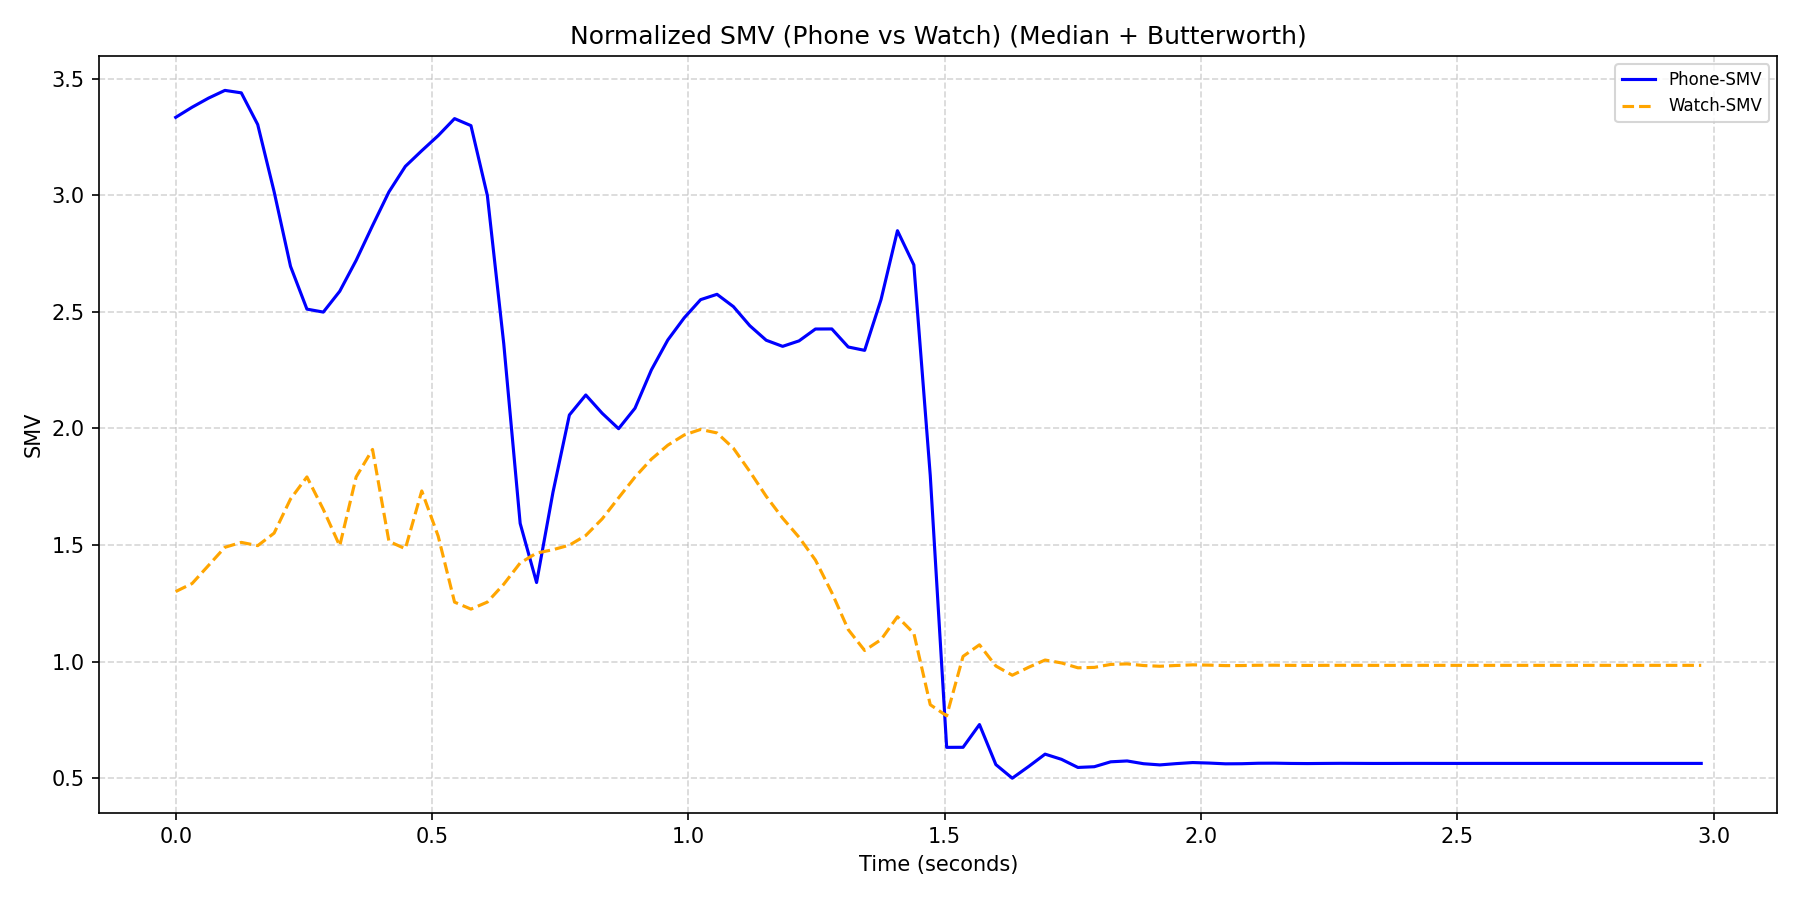 Normalized SMV (Phone vs Watch) (Median + Butterworth)
Phone-SMV
Watch-SMV
3.5
3.0
2.5
2.0
1.5
1.0
0.5
SMV
0.0 0.5 1.0 1.5 2.0 2.5 3.0
Time (seconds)